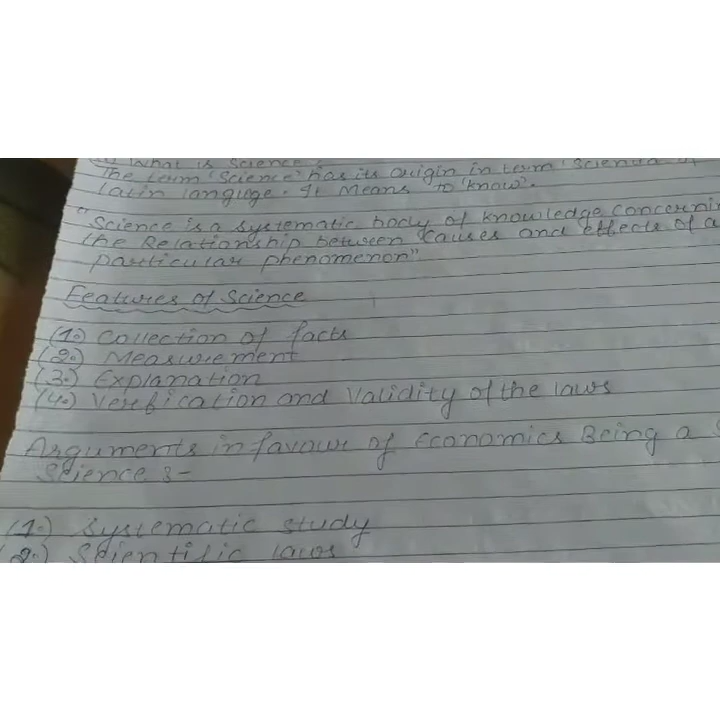 What is Science :
The term 'Science' has its origin in term 'Scientia' of
latin languge. It Means to 'know'.
"Science is a systematic body of knowledge concerni
the Relationship between causes and effects of a
particular phenomenon"
Features of Science
(1.) Collection of facts
(2.) Measurement
(3.) Explanation
(4.) Verification and Validity of the laws
Arguments in favour of Economics Being a
Science :-
(1.) Systematic study
(2.) Scientific laws